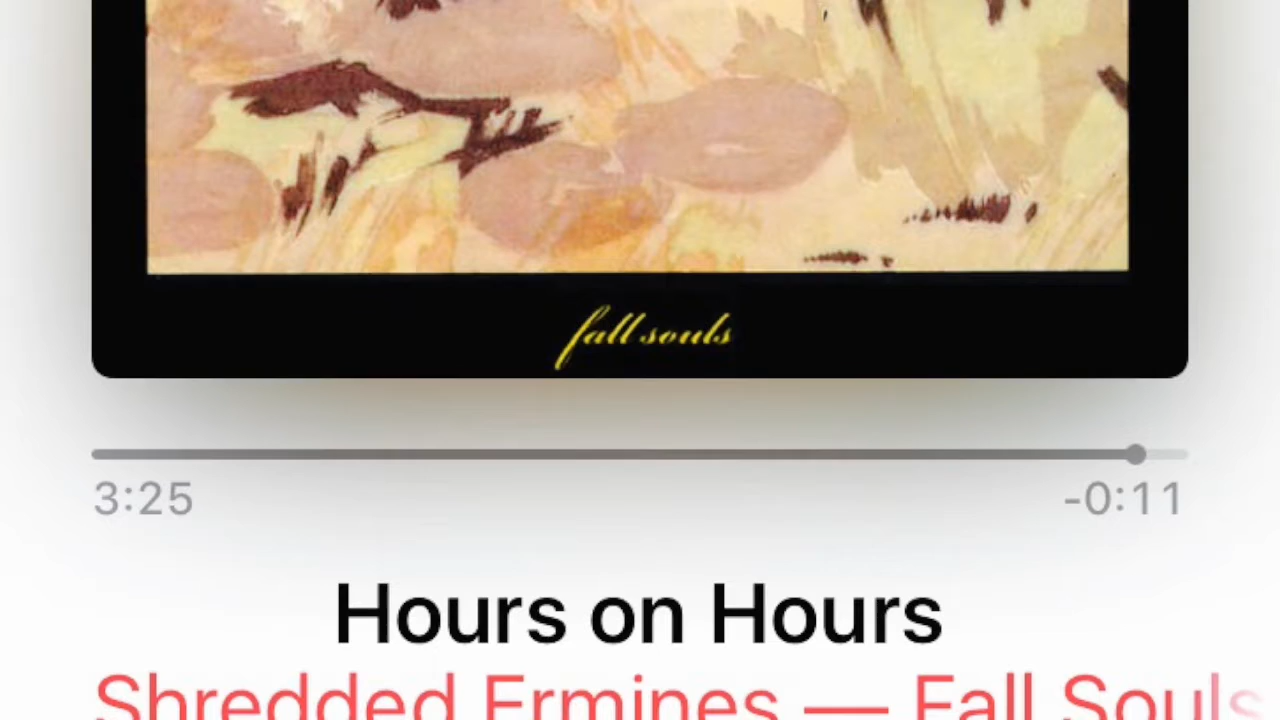 fall souls
3:25
-0:11
Hours on Hours
Shredded Ermines — Fall Souls